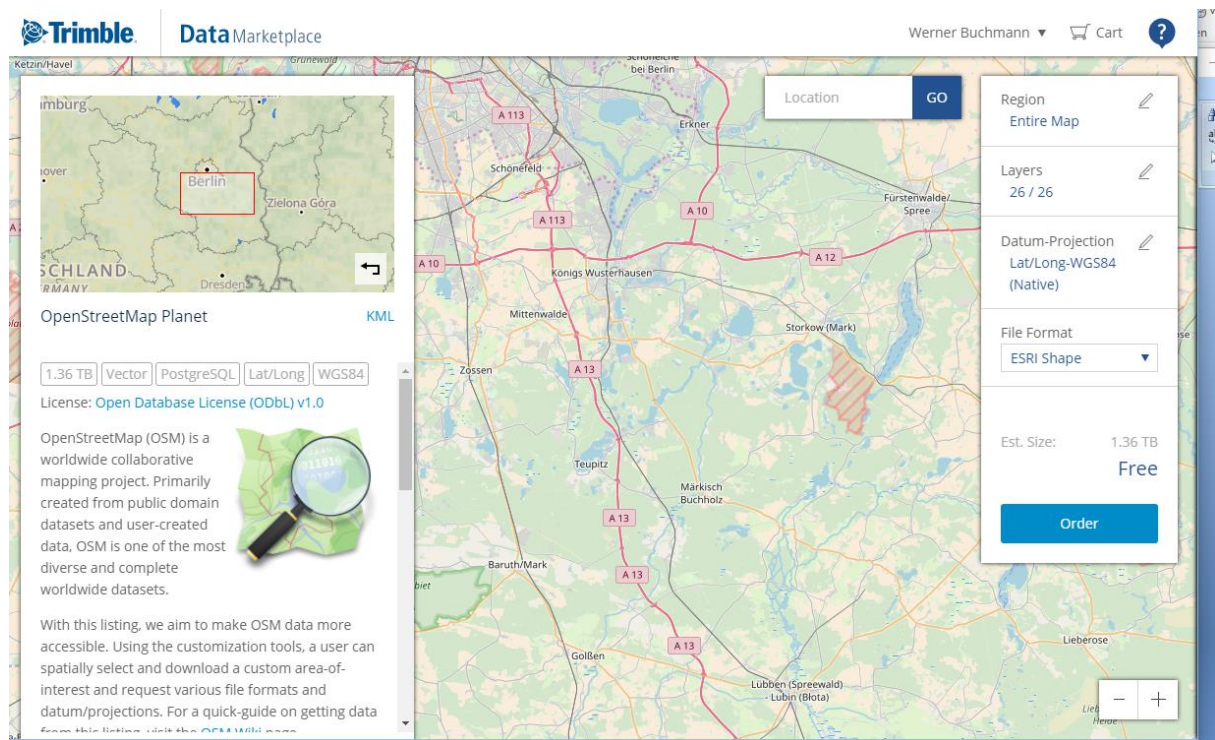 Trimble.
Data Marketplace
Werner Buchmann ▼
Cart
?
Ketzin/Havel
Grunewald
bei Berlin
Berlin
Zielona Góra
Dresden
OpenStreetMap Planet
KML
1.36 TB Vector PostgreSQL Lat/Long WGS84
License: Open Database License (ODbL) v1.0
OpenStreetMap (OSM) is a
worldwide collaborative
mapping project. Primarily
created from public domain
datasets and user-created
data, OSM is one of the most
diverse and complete
worldwide datasets.
With this listing, we aim to make OSM data more
accessible. Using the customization tools, a user can
spatially select and download a custom area-of-
interest and request various file formats and
datum/projections. For a quick-guide on getting data
from this listing, visit the OSM Wiki page
A 113
Erkner
Schönefeld
A 10
Fürstenwalde/
Spree
A 113
A 12
A 10
Königs Wusterhausen
Mittenwalde
Storkow (Mark)
Zossen
A 13
Teupitz
Märkisch
Buchholz
A 13
Baruth/Mark
A 13
A 13
Golßen
Lieberose
Lübben (Spreewald)
- Lubin (Błota)
Location
GO
Region
Entire Map
Layers
26 / 26
Datum-Projection
Lat/Long-WGS84
(Native)
File Format
ESRI Shape
Est. Size: 1.36 TB
Free
Order
− +